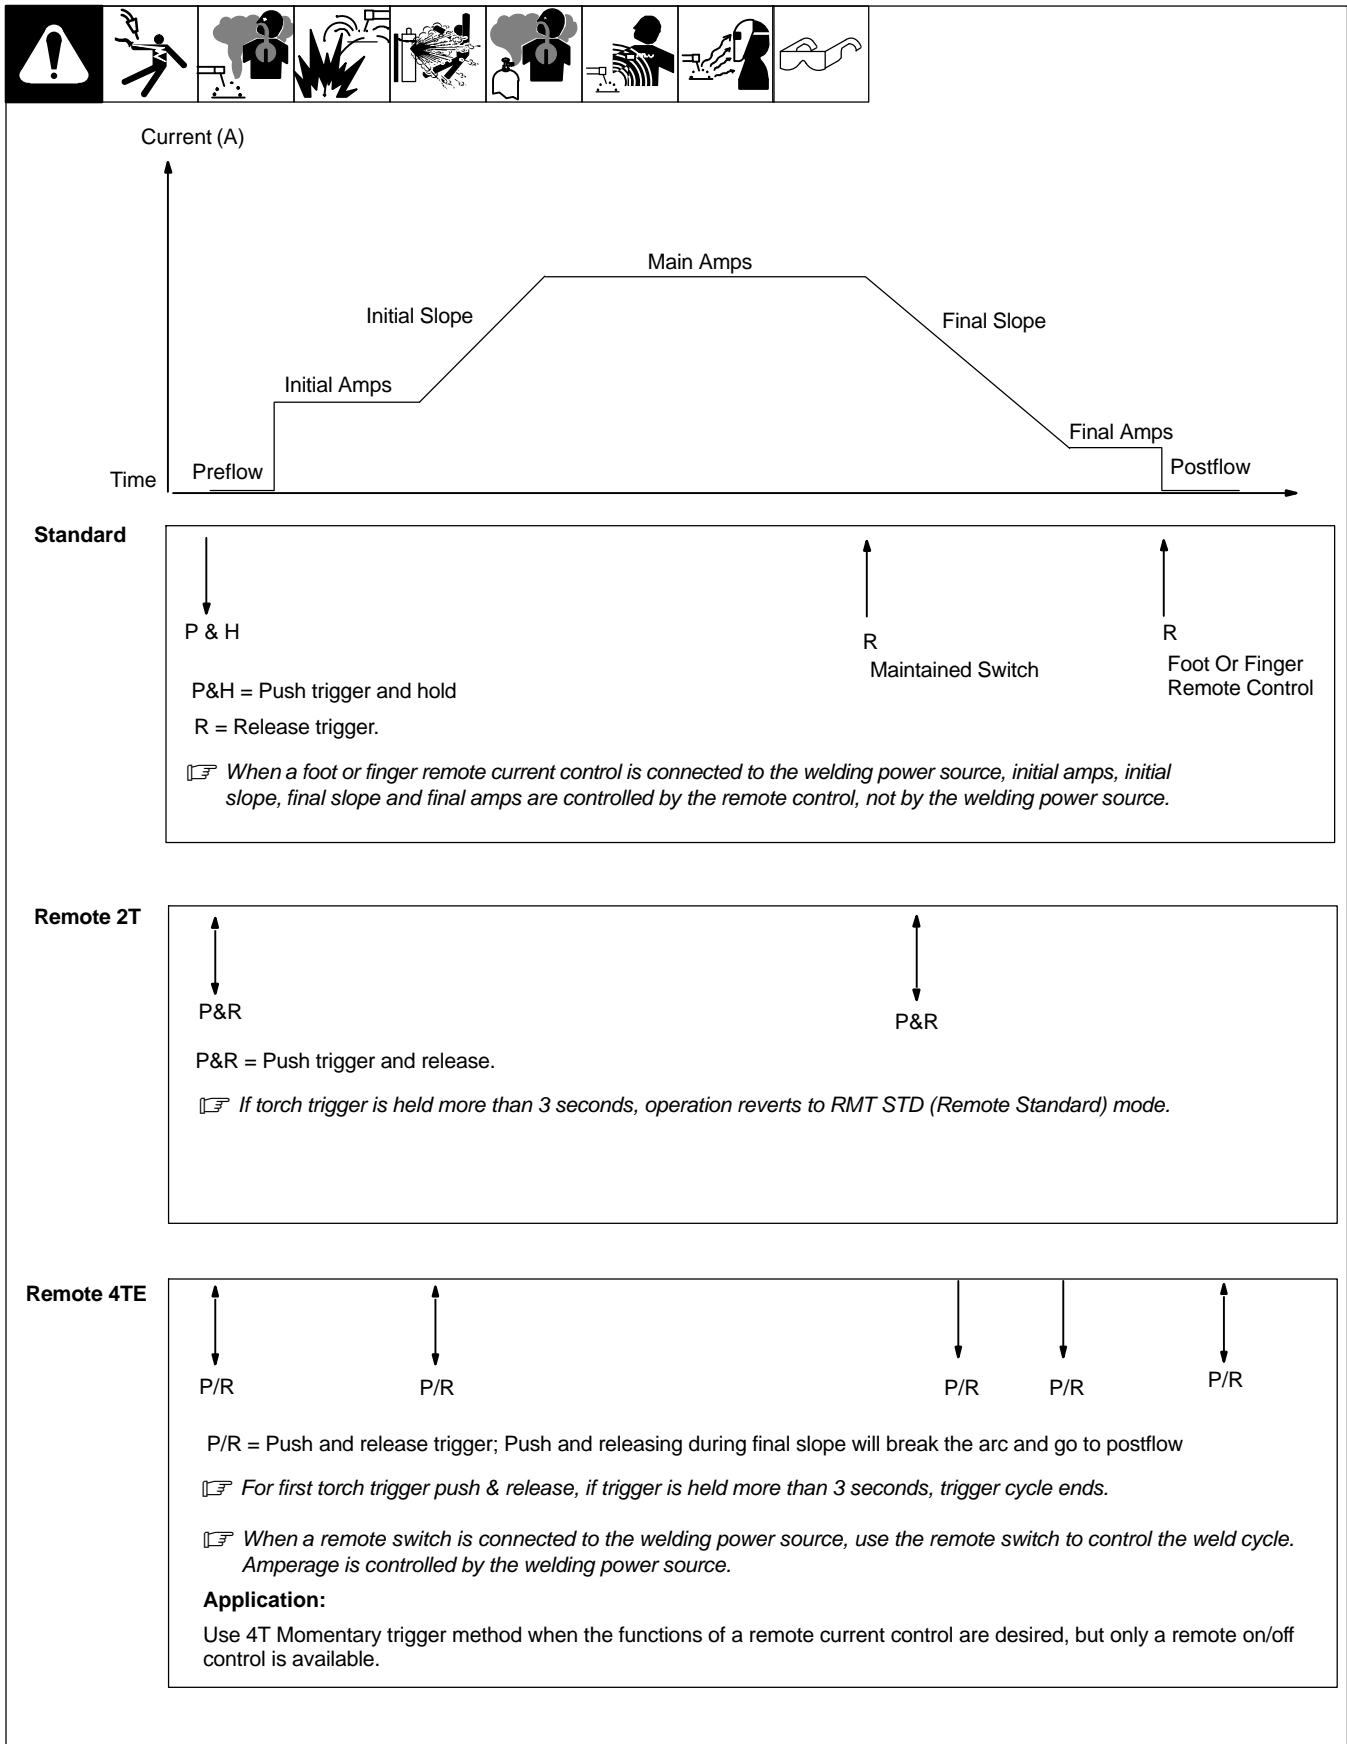 Current (A)
Main Amps
Initial Slope
Final Slope
Initial Amps
Final Amps
Time
Preflow
Postflow
Standard
P & H
R
Maintained Switch
R
Foot Or Finger
Remote Control
P&H = Push trigger and hold
R = Release trigger.
When a foot or finger remote current control is connected to the welding power source, initial amps, initial
slope, final slope and final amps are controlled by the remote control, not by the welding power source.
Remote 2T
P&R
P&R
P&R = Push trigger and release.
If torch trigger is held more than 3 seconds, operation reverts to RMT STD (Remote Standard) mode.
Remote 4TE
P/R
P/R
P/R
P/R
P/R
P/R = Push and release trigger; Push and releasing during final slope will break the arc and go to postflow
For first torch trigger push & release, if trigger is held more than 3 seconds, trigger cycle ends.
When a remote switch is connected to the welding power source, use the remote switch to control the weld cycle.
Amperage is controlled by the welding power source.
Application:
Use 4T Momentary trigger method when the functions of a remote current control are desired, but only a remote on/off
control is available.